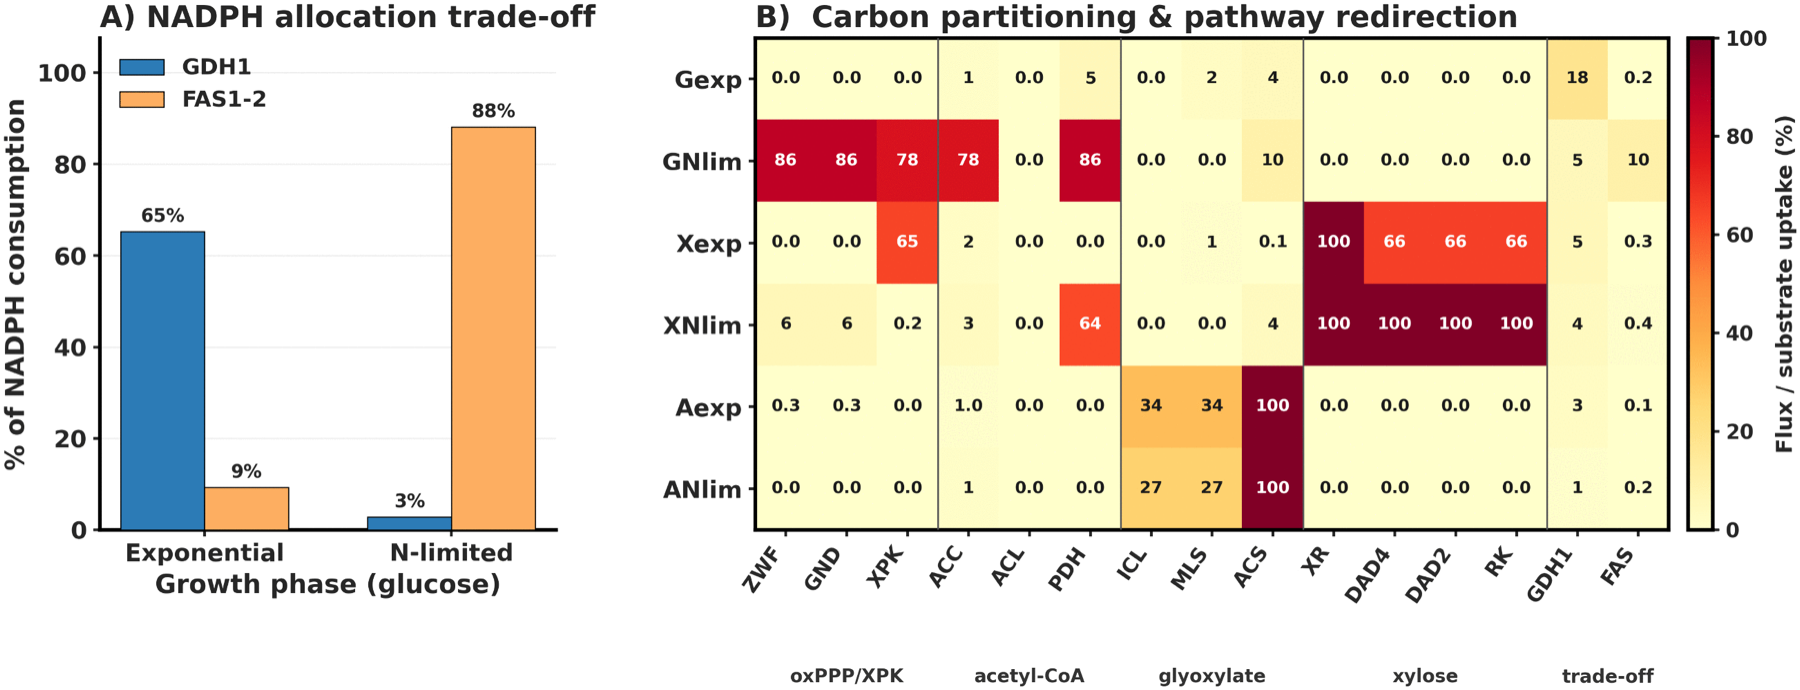 A) NADPH allocation trade-off
% of NADPH consumption
100
80
60
40
20
0
GDH1
FAS1-2
65%
9%
3%
88%
Exponential
N-limited
Growth phase (glucose)
B) Carbon partitioning & pathway redirection
Gexp 0.0 0.0 0.0 1 0.0 5 0.0 2 4 0.0 0.0 0.0 0.0 18 0.2
GNlim 86 86 78 78 0.0 86 0.0 0.0 10 0.0 0.0 0.0 0.0 5 10
Xexp 0.0 0.0 65 2 0.0 0.0 0.0 1 0.1 100 66 66 66 5 0.3
XNlim 6 6 0.2 3 0.0 64 0.0 0.0 4 100 100 100 100 4 0.4
Aexp 0.3 0.3 0.0 1.0 0.0 0.0 34 34 100 0.0 0.0 0.0 0.0 3 0.1
ANlim 0.0 0.0 0.0 1 0.0 0.0 27 27 100 0.0 0.0 0.0 0.0 1 0.2
ZWF GND XPK ACC ACL PDH ICL MLS ACS XR DAD4 DAD2 RK GDH1 FAS
oxPPP/XPK acetyl-CoA glyoxylate xylose trade-off
100
80
60
40
20
0
Flux / substrate uptake (%)